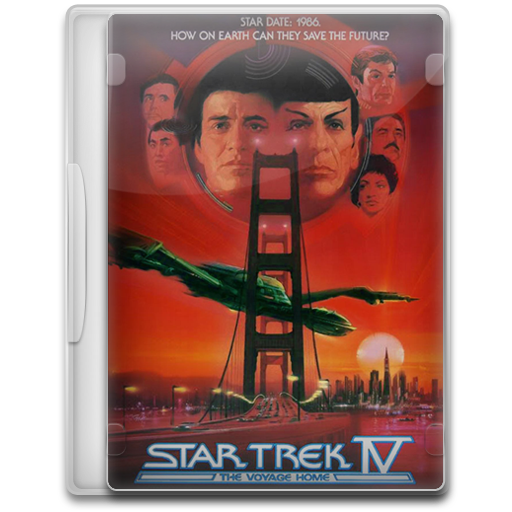 STAR DATE: 1986.
HOW ON EARTH CAN THEY SAVE THE FUTURE?
STAR TREK IV
THE VOYAGE HOME